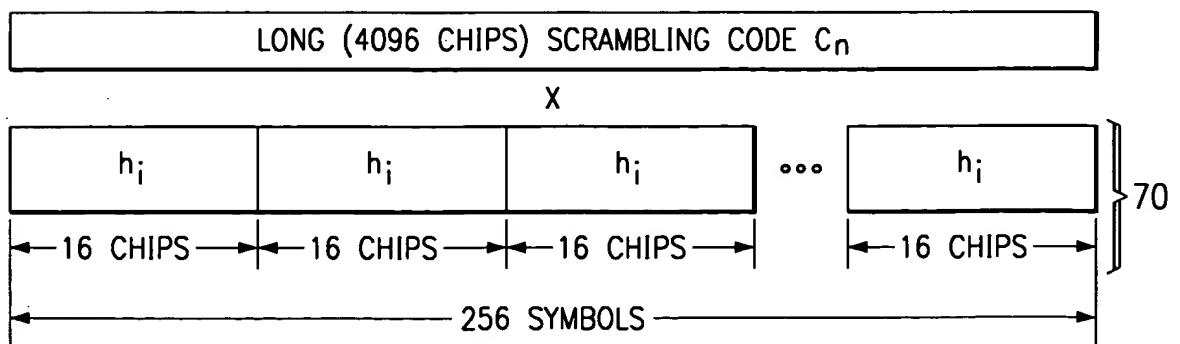 LONG (4096 CHIPS) SCRAMBLING CODE Cn
X
hi hi hi ooo hi
70
16 CHIPS 16 CHIPS 16 CHIPS 16 CHIPS
256 SYMBOLS